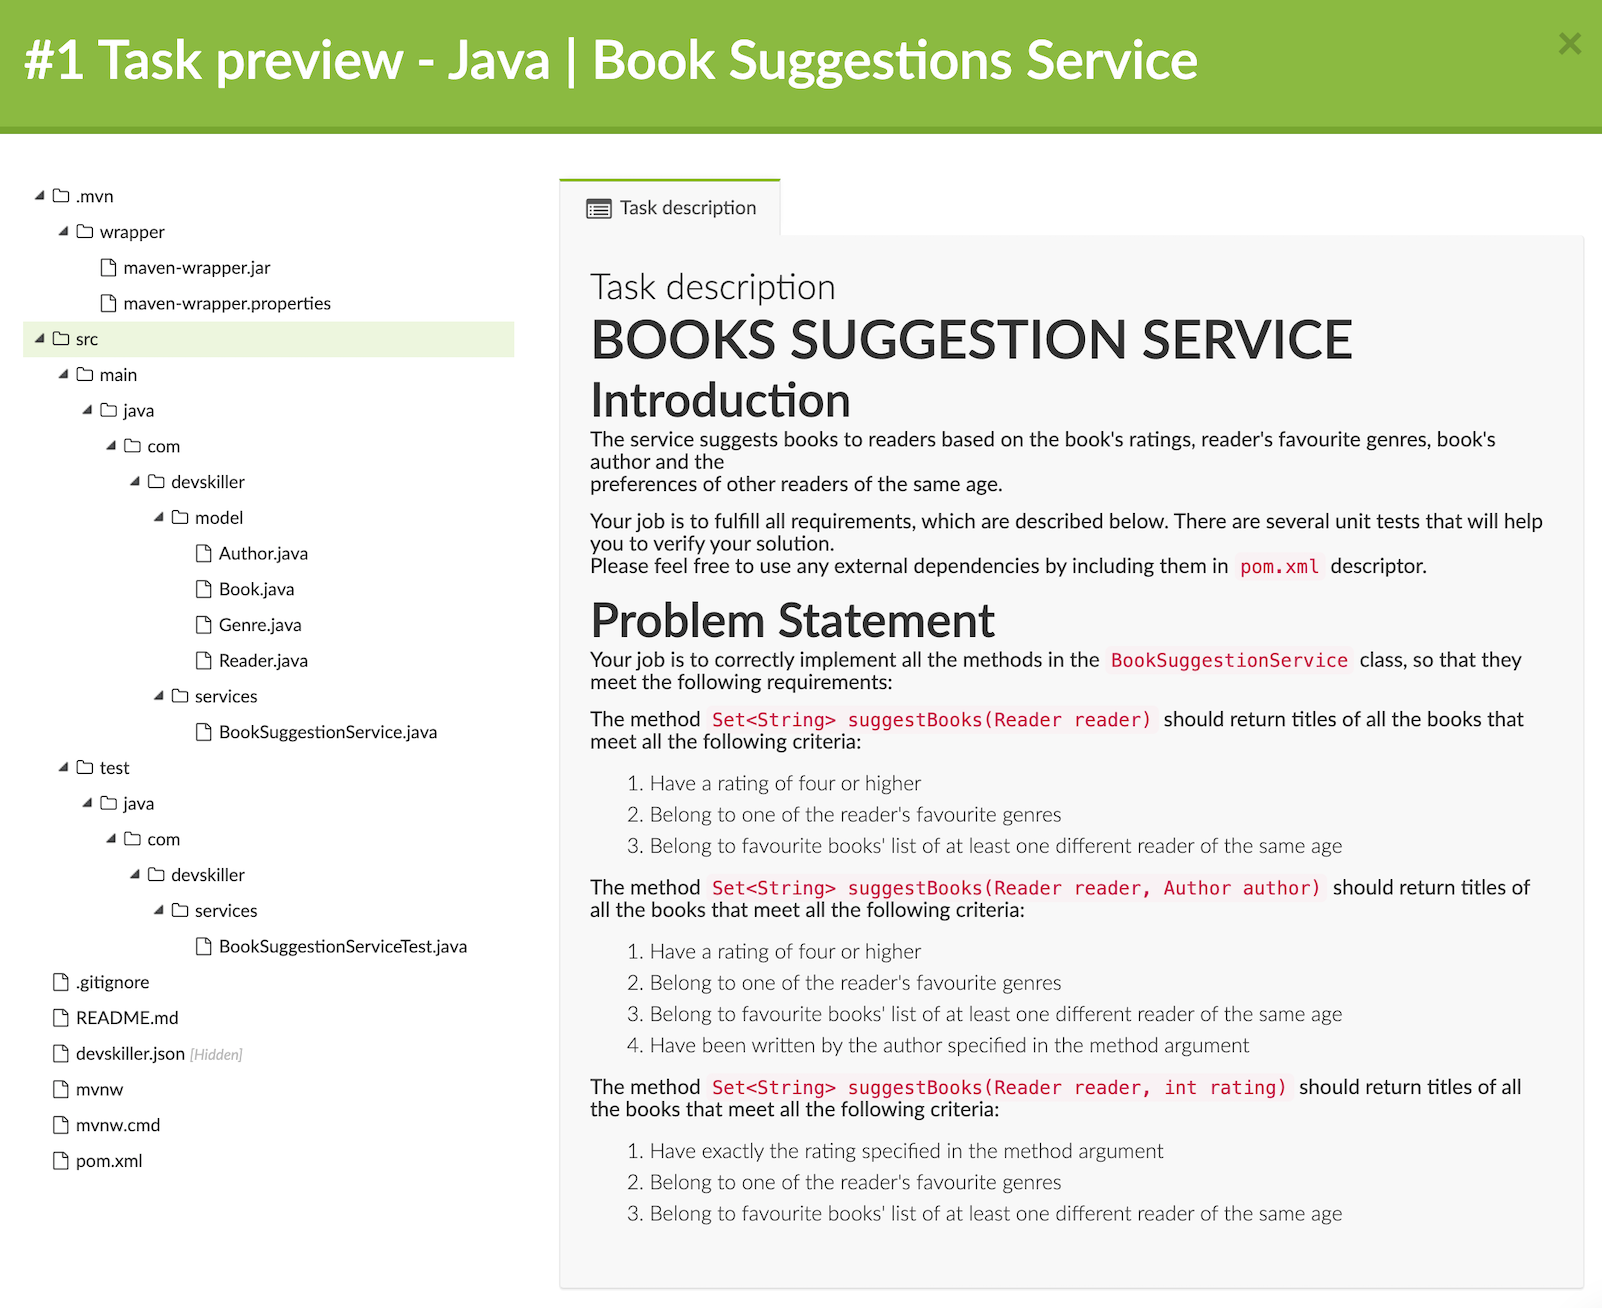 #1 Task preview - Java | Book Suggestions Service
×
.mvn
wrapper
maven-wrapper.jar
maven-wrapper.properties
src
main
java
com
devskiller
model
Author.java
Book.java
Genre.java
Reader.java
services
BookSuggestionService.java
test
java
com
devskiller
services
BookSuggestionServiceTest.java
.gitignore
README.md
devskiller.json [Hidden]
mvnw
mvnw.cmd
pom.xml
Task description
Task description
BOOKS SUGGESTION SERVICE
Introduction
The service suggests books to readers based on the book's ratings, reader's favourite genres, book's
author and the
preferences of other readers of the same age.
Your job is to fulfill all requirements, which are described below. There are several unit tests that will help
you to verify your solution.
Please feel free to use any external dependencies by including them in pom.xml descriptor.
Problem Statement
Your job is to correctly implement all the methods in the BookSuggestionService class, so that they
meet the following requirements:
The method Set<String> suggestBooks(Reader reader) should return titles of all the books that
meet all the following criteria:
1. Have a rating of four or higher
2. Belong to one of the reader's favourite genres
3. Belong to favourite books' list of at least one different reader of the same age
The method Set<String> suggestBooks(Reader reader, Author author) should return titles of
all the books that meet all the following criteria:
1. Have a rating of four or higher
2. Belong to one of the reader's favourite genres
3. Belong to favourite books' list of at least one different reader of the same age
4. Have been written by the author specified in the method argument
The method Set<String> suggestBooks(Reader reader, int rating) should return titles of all
the books that meet all the following criteria:
1. Have exactly the rating specified in the method argument
2. Belong to one of the reader's favourite genres
3. Belong to favourite books' list of at least one different reader of the same age